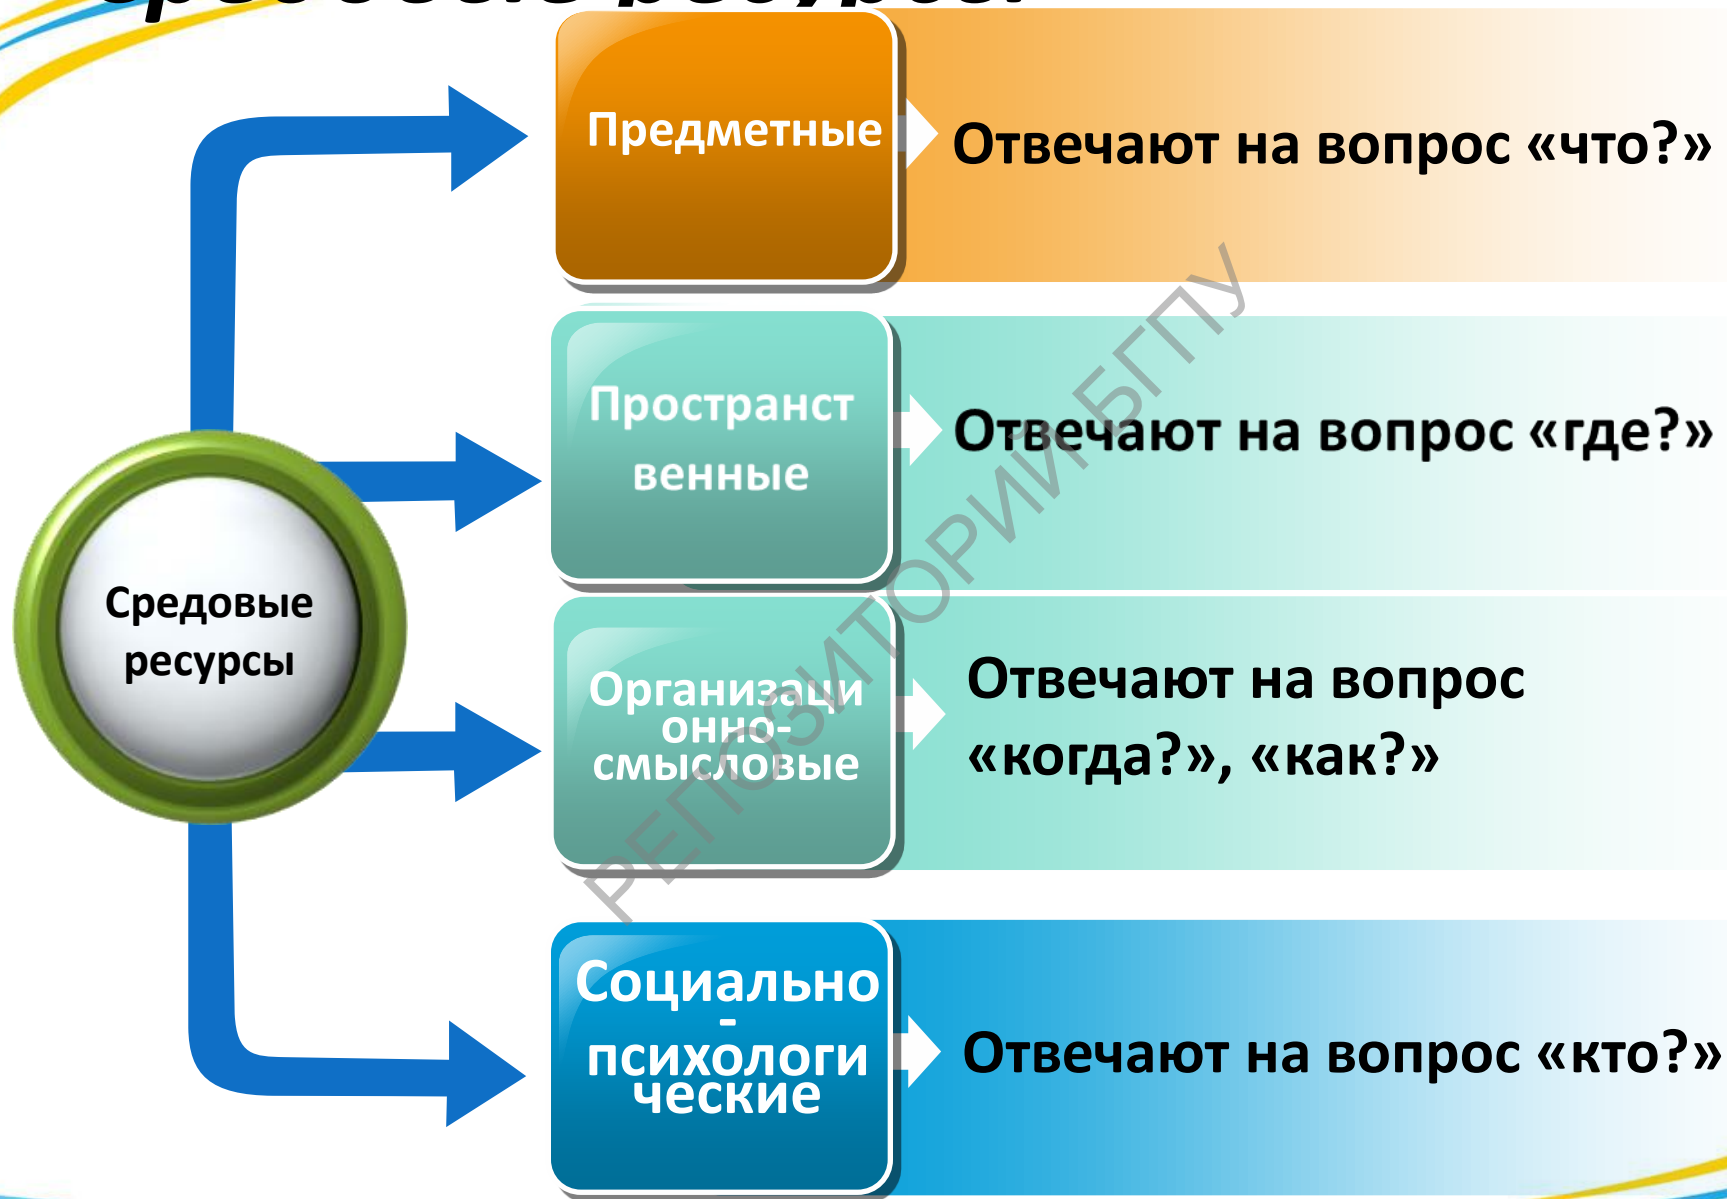 Предметные
Отвечают на вопрос «что?»
Пространст
венные
Отвечают на вопрос «где?»
Средовые
ресурсы
Организаци
онно-
смысловые
Отвечают на вопрос
«когда?», «как?»
Социально
-
психологи
ческие
Отвечают на вопрос «кто?»
РЕПОЗИТОРИЙ БГПУ